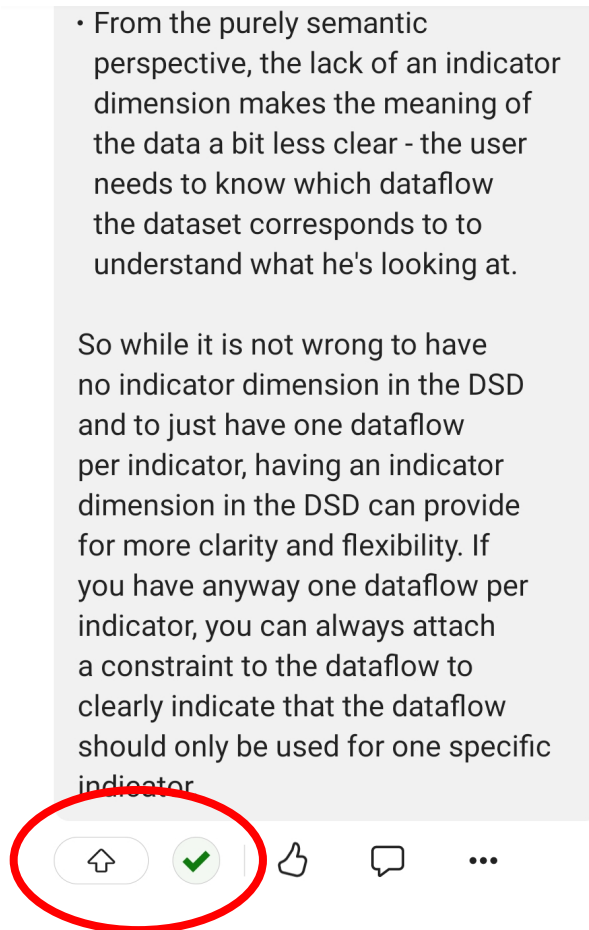 • From the purely semantic
perspective, the lack of an indicator
dimension makes the meaning of
the data a bit less clear - the user
needs to know which dataflow
the dataset corresponds to to
understand what he's looking at.
So while it is not wrong to have
no indicator dimension in the DSD
and to just have one dataflow
per indicator, having an indicator
dimension in the DSD can provide
for more clarity and flexibility. If
you have anyway one dataflow per
indicator, you can always attach
a constraint to the dataflow to
clearly indicate that the dataflow
should only be used for one specific
indicator